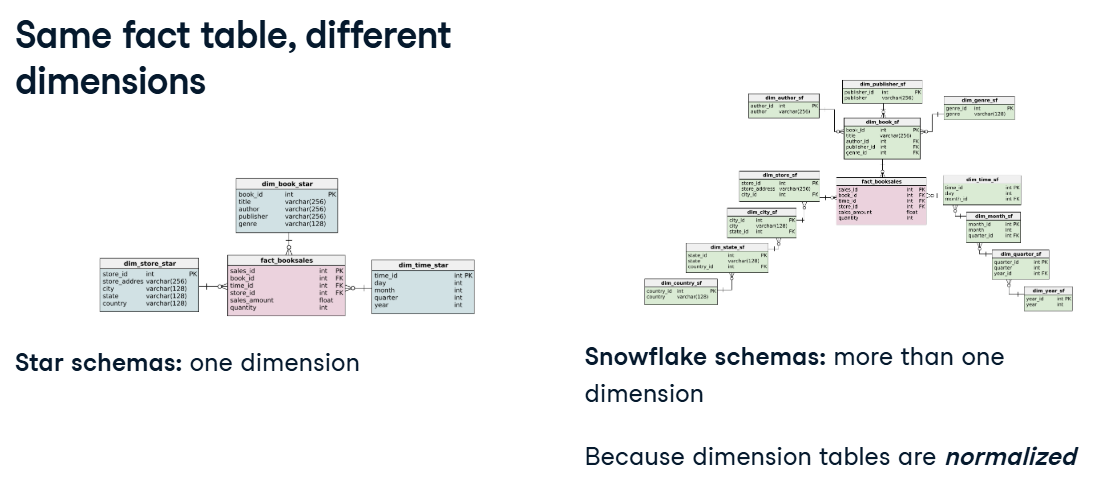 Same fact table, different
dimensions
dim_book_star
book_id int PK
title varchar(256)
author varchar(256)
publisher varchar(256)
genre varchar(128)
dim_store_star
store_id int PK
store_addres varchar(256)
city varchar(128)
state varchar(128)
country varchar(128)
fact_booksales
sales_id int PK
book_id int FK
time_id int FK
store_id int FK
sales_amount float
quantity int
dim_time_star
time_id int PK
day int
month int
quarter int
year int
Star schemas: one dimension
dim_publisher_sf
publisher_id int PK
publisher varchar(256)
dim_author_sf
author_id int PK
author varchar(256)
dim_genre_sf
genre_id int PK
genre varchar(128)
dim_book_sf
book_id int PK
title varchar(256)
author_id int FK
publisher_id int FK
genre_id int FK
dim_store_sf
store_id int PK
store_address varchar(256)
city_id int FK
fact_booksales
sales_id int PK
book_id int FK
time_id int FK
store_id int FK
sales_amount float
quantity int
dim_time_sf
time_id int PK
day int
month_id int FK
dim_city_sf
city_id int PK
city varchar(128)
state_id int FK
dim_month_sf
month_id int PK
month int
quarter_id int FK
dim_state_sf
state_id int PK
state varchar(128)
country_id int FK
dim_quarter_sf
quarter_id int PK
quarter int
year_id int FK
dim_country_sf
country_id int PK
country varchar(128)
dim_year_sf
year_id int PK
year int
Snowflake schemas: more than one
dimension
Because dimension tables are normalized